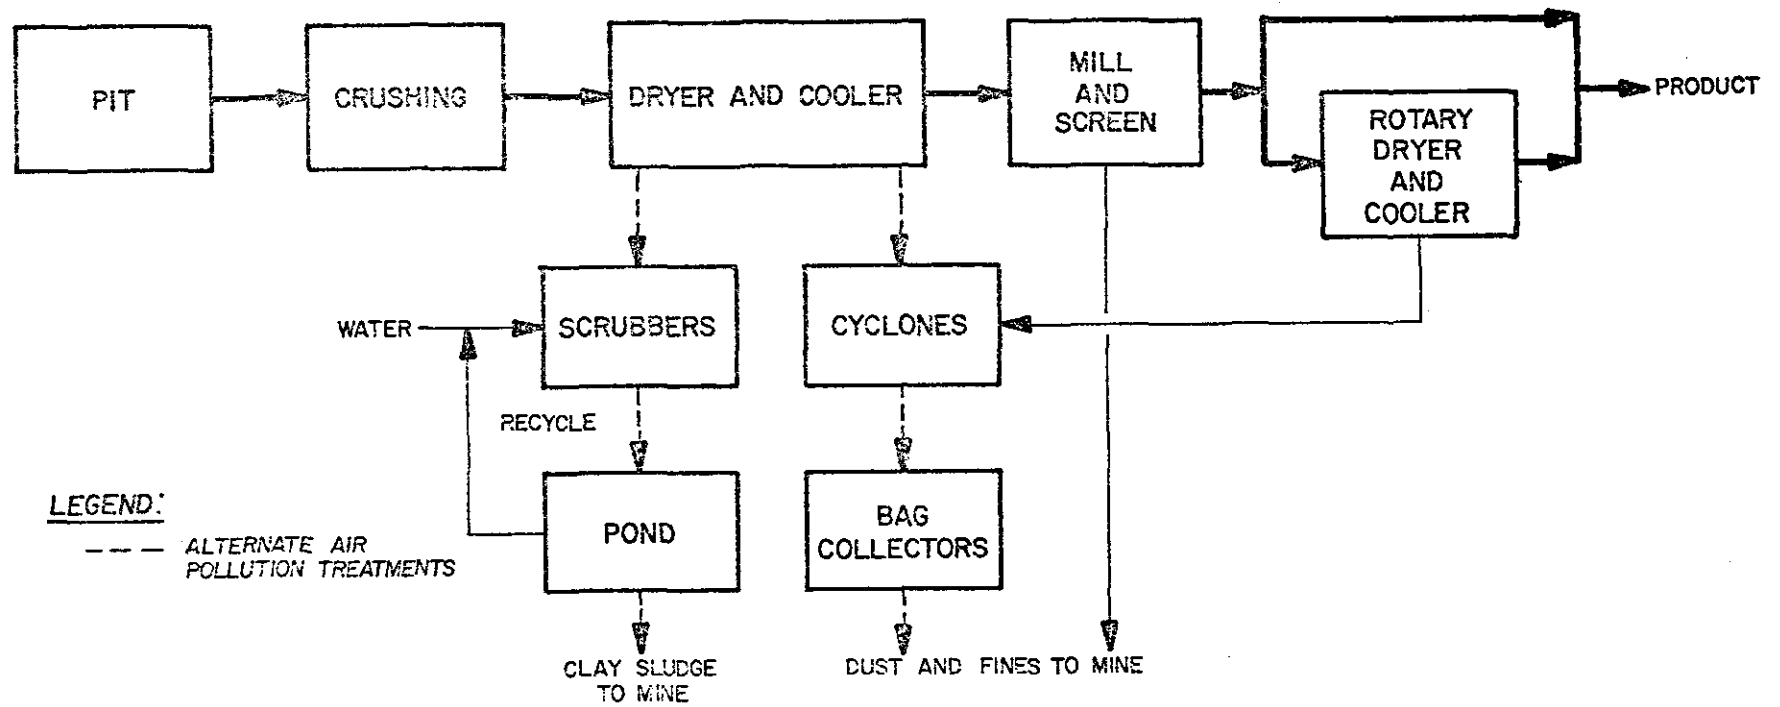 PIT
CRUSHING
DRYER AND COOLER
MILL
AND
SCREEN
PRODUCT
ROTARY
DRYER
AND
COOLER
WATER
SCRUBBERS
CYCLONES
RECYCLE
LEGEND:
--- ALTERNATE AIR
POLLUTION TREATMENTS
POND
BAG
COLLECTORS
CLAY SLUDGE
TO MINE
DUST AND FINES TO MINE